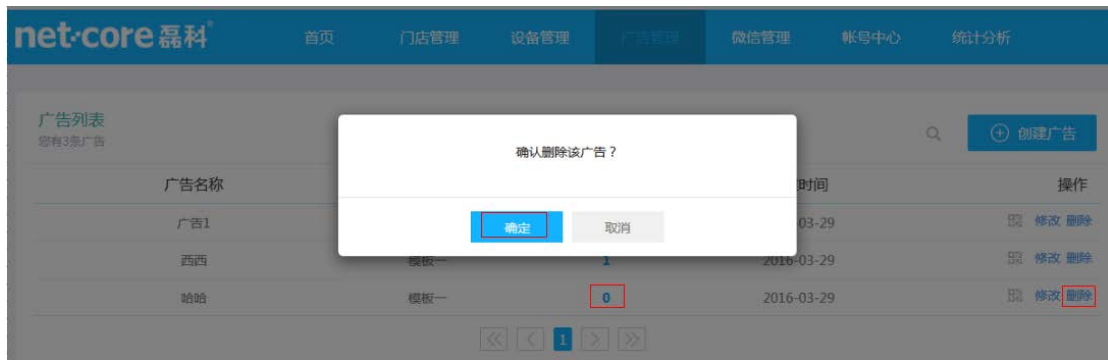 net·core磊科 首页 门店管理 设备管理 广告管理 微信管理 帐号中心 统计分析
广告列表
您有3条广告
创建广告
确认删除该广告？
确定 取消
广告名称 时间 操作
广告1 03-29 修改 删除
西西 模板一 1 2016-03-29 修改 删除
哈哈 模板一 0 2016-03-29 修改 删除
1